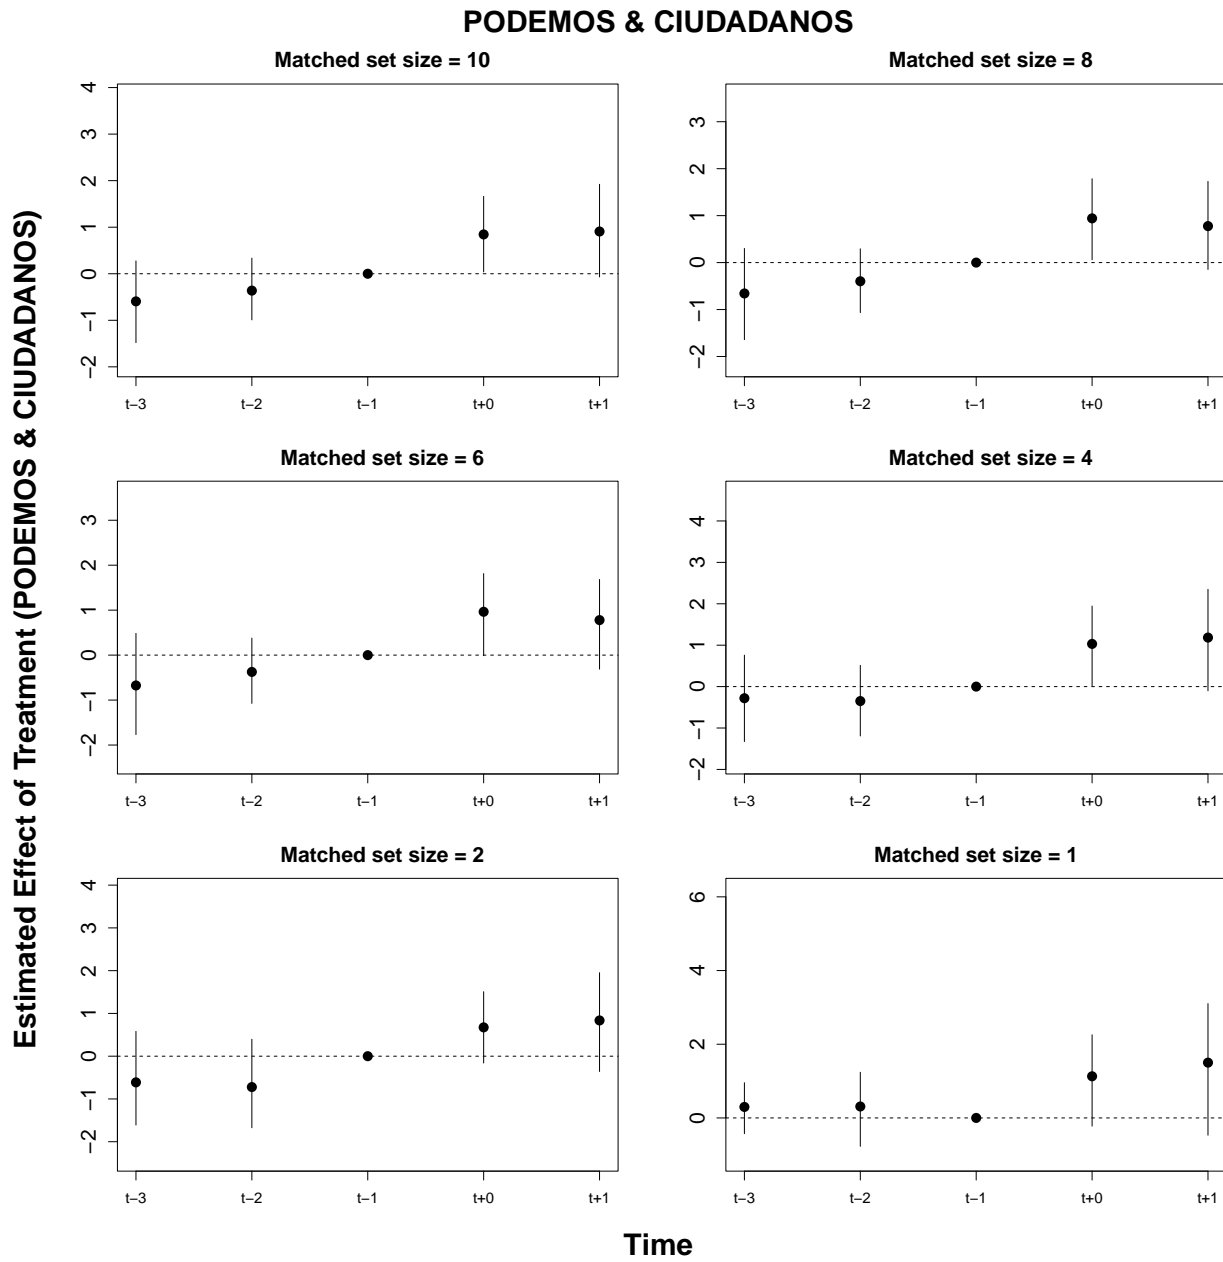 PODEMOS & CIUDADANOS
Estimated Effect of Treatment (PODEMOS & CIUDADANOS)
Matched set size = 10
4
3
2
1
0
−1
−2
t−3 t−2 t−1 t+0 t+1
Matched set size = 8
3
2
1
0
−1
−2
t−3 t−2 t−1 t+0 t+1
Matched set size = 6
3
2
1
0
−1
−2
t−3 t−2 t−1 t+0 t+1
Matched set size = 4
4
3
2
1
0
−1
−2
t−3 t−2 t−1 t+0 t+1
Matched set size = 2
4
3
2
1
0
−1
−2
t−3 t−2 t−1 t+0 t+1
Matched set size = 1
6
4
2
0
t−3 t−2 t−1 t+0 t+1
Time